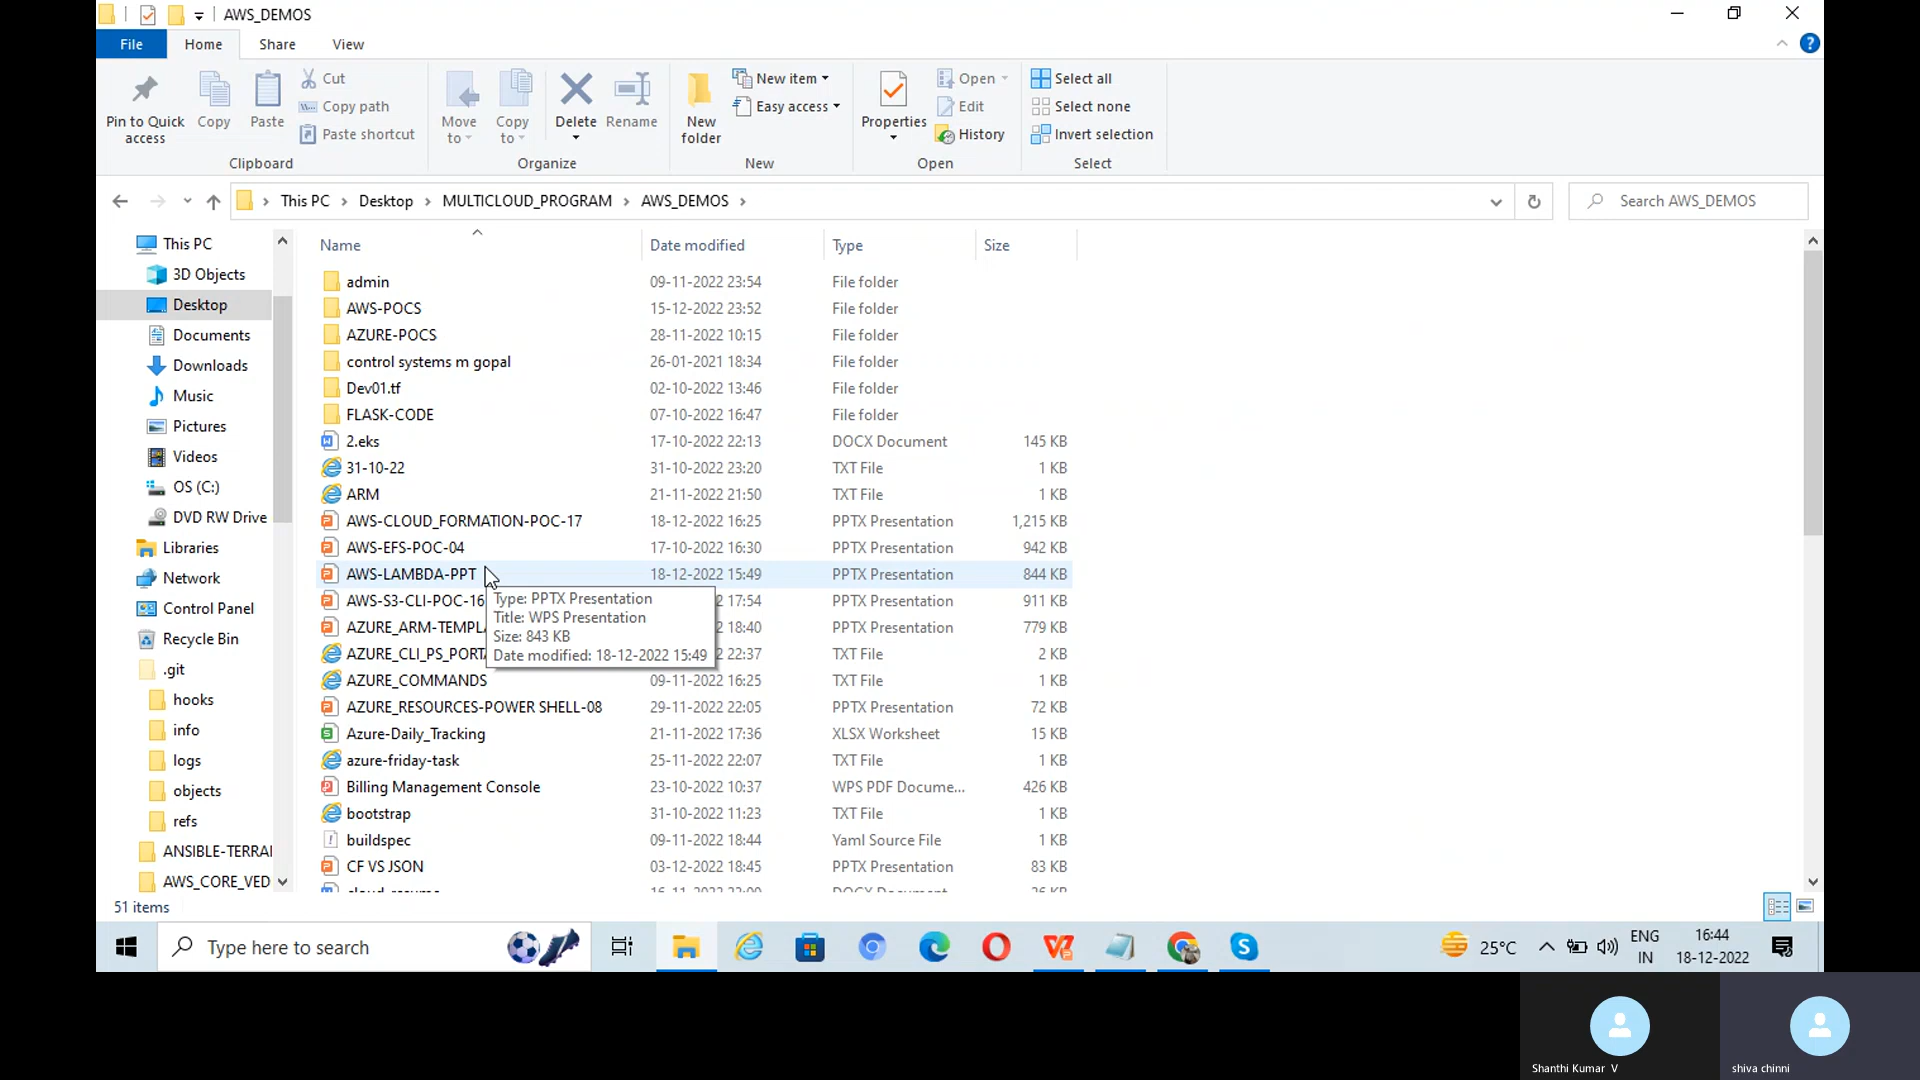 AWS_DEMOS
File Home Share View
Pin to Quick access
Copy
Paste
Cut
Copy path
Paste shortcut
Clipboard
Move to
Copy to
Delete
Rename
Organize
New folder
New item
Easy access
New
Properties
Open
Edit
History
Open
Select all
Select none
Invert selection
Select
This PC > Desktop > MULTICLOUD_PROGRAM > AWS_DEMOS >
Search AWS_DEMOS
This PC
3D Objects
Desktop
Documents
Downloads
Music
Pictures
Videos
OS (C:)
DVD RW Drive
Libraries
Network
Control Panel
Recycle Bin
.git
hooks
info
logs
objects
refs
ANSIBLE-TERRAI
AWS_CORE_VED
Name Date modified Type Size
admin 09-11-2022 23:54 File folder
AWS-POCS 15-12-2022 23:52 File folder
AZURE-POCS 28-11-2022 10:15 File folder
control systems m gopal 26-01-2021 18:34 File folder
Dev01.tf 02-10-2022 13:46 File folder
FLASK-CODE 07-10-2022 16:47 File folder
2.eks 17-10-2022 22:13 DOCX Document 145 KB
31-10-22 31-10-2022 23:20 TXT File 1 KB
ARM 21-11-2022 21:50 TXT File 1 KB
AWS-CLOUD_FORMATION-POC-17 18-12-2022 16:25 PPTX Presentation 1,215 KB
AWS-EFS-POC-04 17-10-2022 16:30 PPTX Presentation 942 KB
AWS-LAMBDA-PPT 18-12-2022 15:49 PPTX Presentation 844 KB
AWS-S3-CLI-POC-16 2 17:54 PPTX Presentation 911 KB
AZURE_ARM-TEMPL 2 18:40 PPTX Presentation 779 KB
AZURE_CLI_PS_PORT 2 22:37 TXT File 2 KB
AZURE_COMMANDS 09-11-2022 16:25 TXT File 1 KB
AZURE_RESOURCES-POWER SHELL-08 29-11-2022 22:05 PPTX Presentation 72 KB
Azure-Daily_Tracking 21-11-2022 17:36 XLSX Worksheet 15 KB
azure-friday-task 25-11-2022 22:07 TXT File 1 KB
Billing Management Console 23-10-2022 10:37 WPS PDF Docume... 426 KB
bootstrap 31-10-2022 11:23 TXT File 1 KB
buildspec 09-11-2022 18:44 Yaml Source File 1 KB
CF VS JSON 03-12-2022 18:45 PPTX Presentation 83 KB
Type: PPTX Presentation
Title: WPS Presentation
Size: 843 KB
Date modified: 18-12-2022 15:49
51 items
Type here to search
25°C
ENG
IN
16:44
18-12-2022
Shanthi Kumar V
shiva chinni